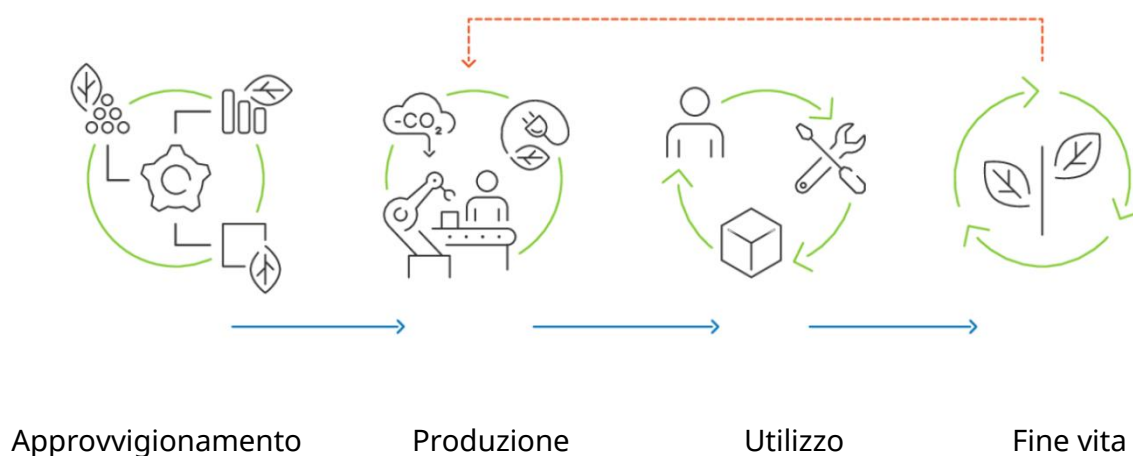 -CO₂
Approvvigionamento
Produzione
Utilizzo
Fine vita